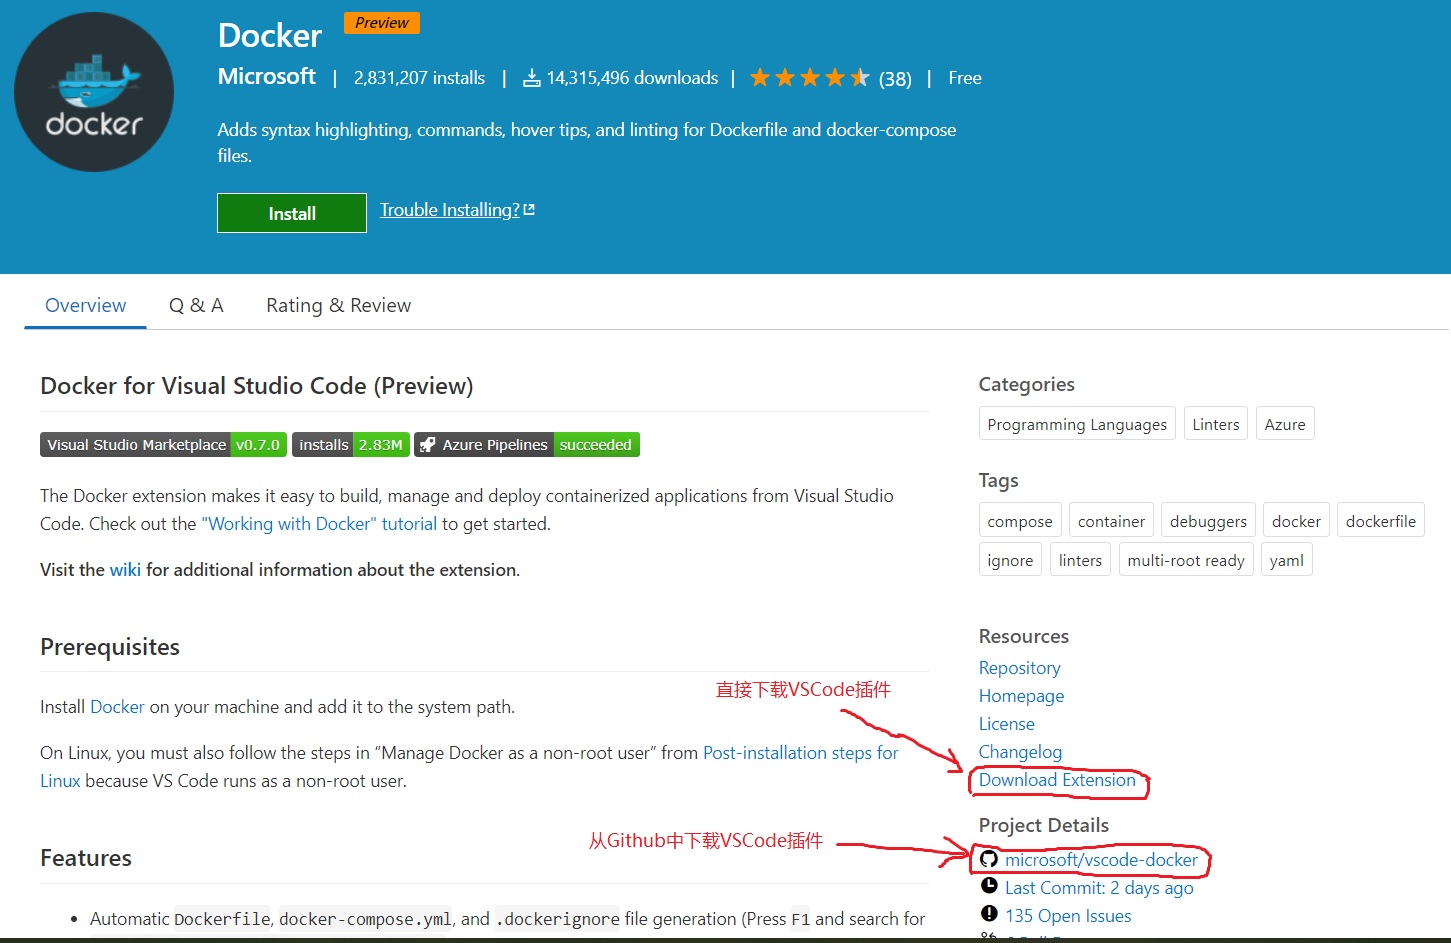 docker
Docker Preview
Microsoft | 2,831,207 installs | 14,315,496 downloads | (38) | Free
Adds syntax highlighting, commands, hover tips, and linting for Dockerfile and docker-compose
files.
Install Trouble Installing?
Overview Q & A Rating & Review
Docker for Visual Studio Code (Preview)
Visual Studio Marketplace v0.7.0 installs 2.83M Azure Pipelines succeeded
The Docker extension makes it easy to build, manage and deploy containerized applications from Visual Studio
Code. Check out the "Working with Docker" tutorial to get started.
Visit the wiki for additional information about the extension.
Prerequisites
Install Docker on your machine and add it to the system path.
On Linux, you must also follow the steps in “Manage Docker as a non-root user” from Post-installation steps for
Linux because VS Code runs as a non-root user.
Features
• Automatic Dockerfile, docker-compose.yml, and .dockerignore file generation (Press F1 and search for
Categories
Programming Languages Linters Azure
Tags
compose container debuggers docker dockerfile
ignore linters multi-root ready yaml
Resources
Repository
Homepage
License
Changelog
直接下载VSCode插件
Download Extension
Project Details
从Github中下载VSCode插件
microsoft/vscode-docker
Last Commit: 2 days ago
135 Open Issues